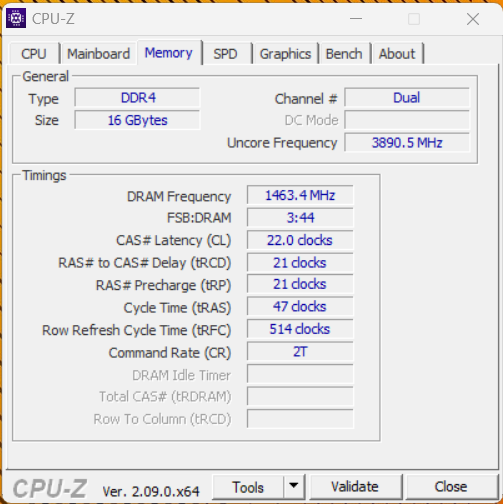 CPU-Z
CPU Mainboard Memory SPD Graphics Bench About
General
Type DDR4 Channel # Dual
Size 16 GBytes DC Mode
Uncore Frequency 3890.5 MHz
Timings
DRAM Frequency 1463.4 MHz
FSB:DRAM 3:44
CAS# Latency (CL) 22.0 clocks
RAS# to CAS# Delay (tRCD) 21 clocks
RAS# Precharge (tRP) 21 clocks
Cycle Time (tRAS) 47 clocks
Row Refresh Cycle Time (tRFC) 514 clocks
Command Rate (CR) 2T
DRAM Idle Timer
Total CAS# (tRDRAM)
Row To Column (tRCD)
CPU-Z Ver. 2.09.0.x64 Tools Validate Close